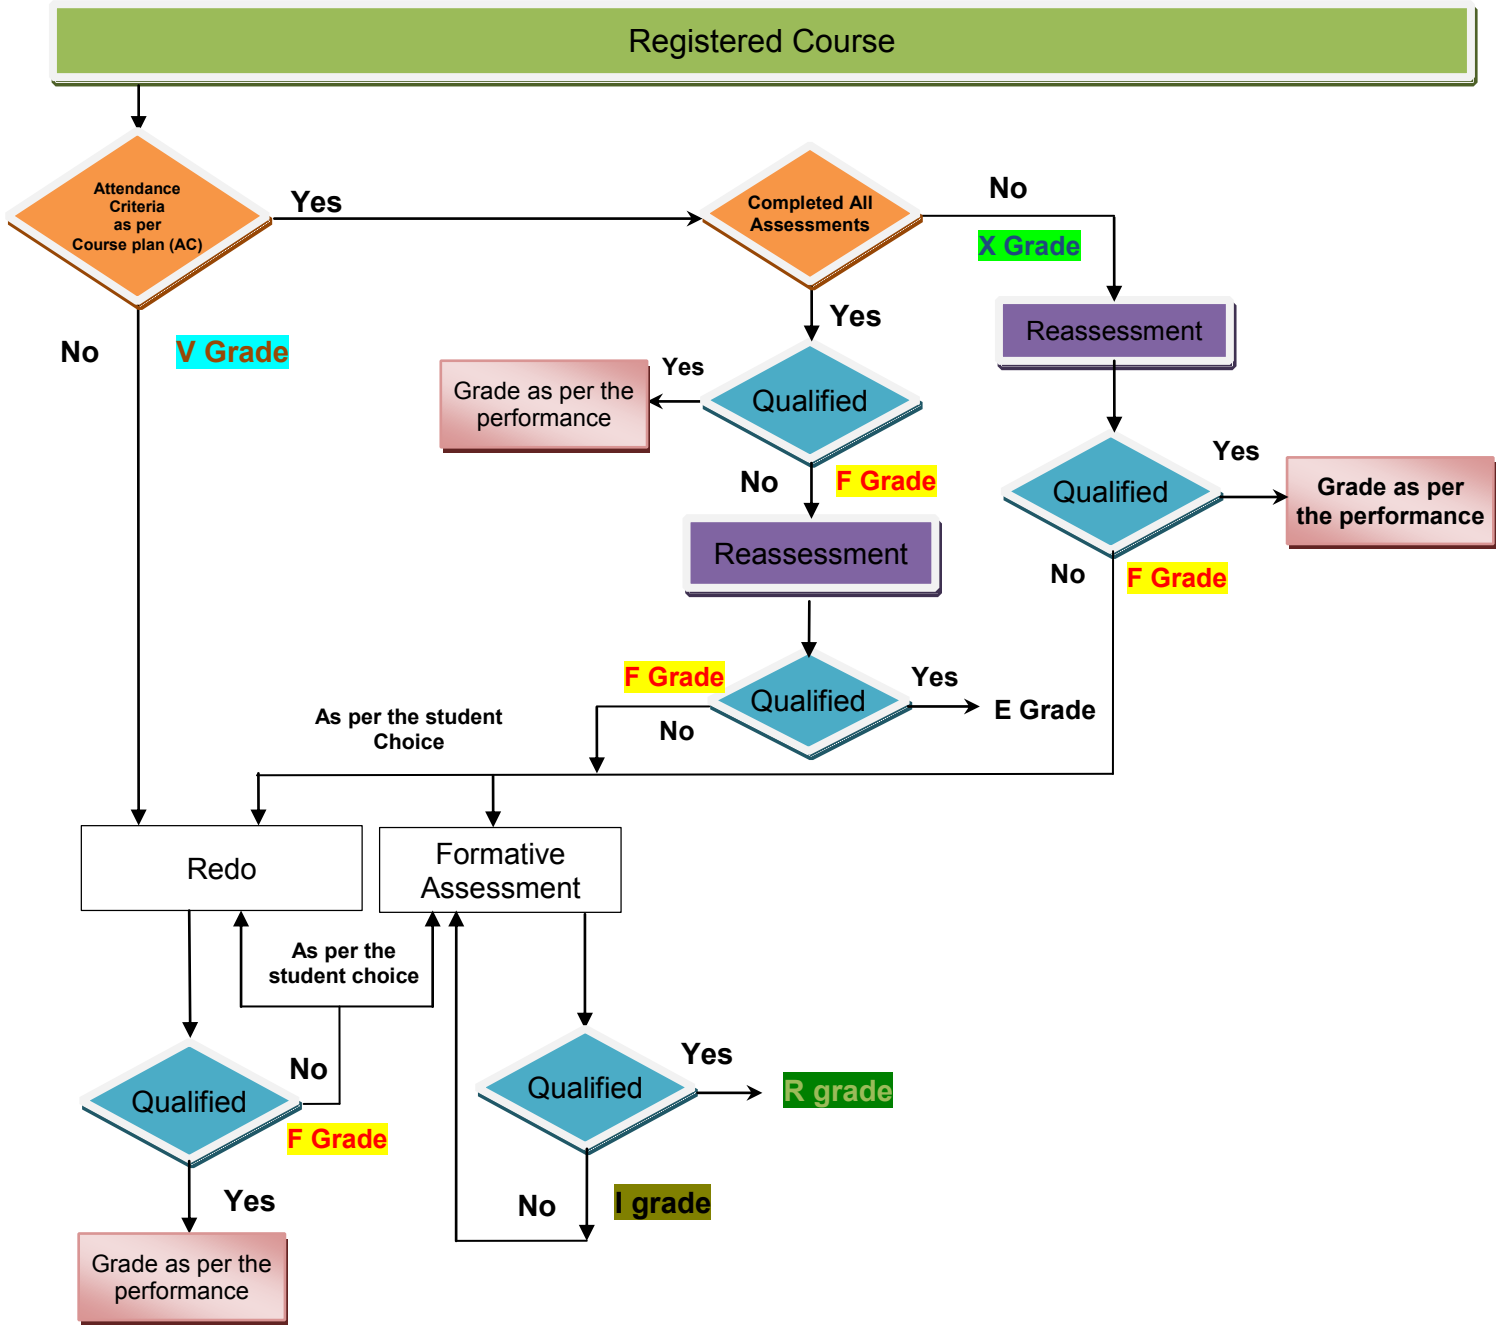 Registered Course
Attendance
Criteria
as per
Course plan (AC)
Yes
Completed All
Assessments
No
X Grade
Reassessment
No
V Grade
Yes
Grade as per the
performance
Yes
Qualified
No
F Grade
Qualified
Yes
Grade as per
the performance
Reassessment
No
F Grade
F Grade
Qualified
Yes
E Grade
No
As per the student
Choice
Redo
Formative
Assessment
As per the
student choice
Qualified
No
F Grade
Qualified
Yes
R grade
Yes
No
I grade
Grade as per the
performance